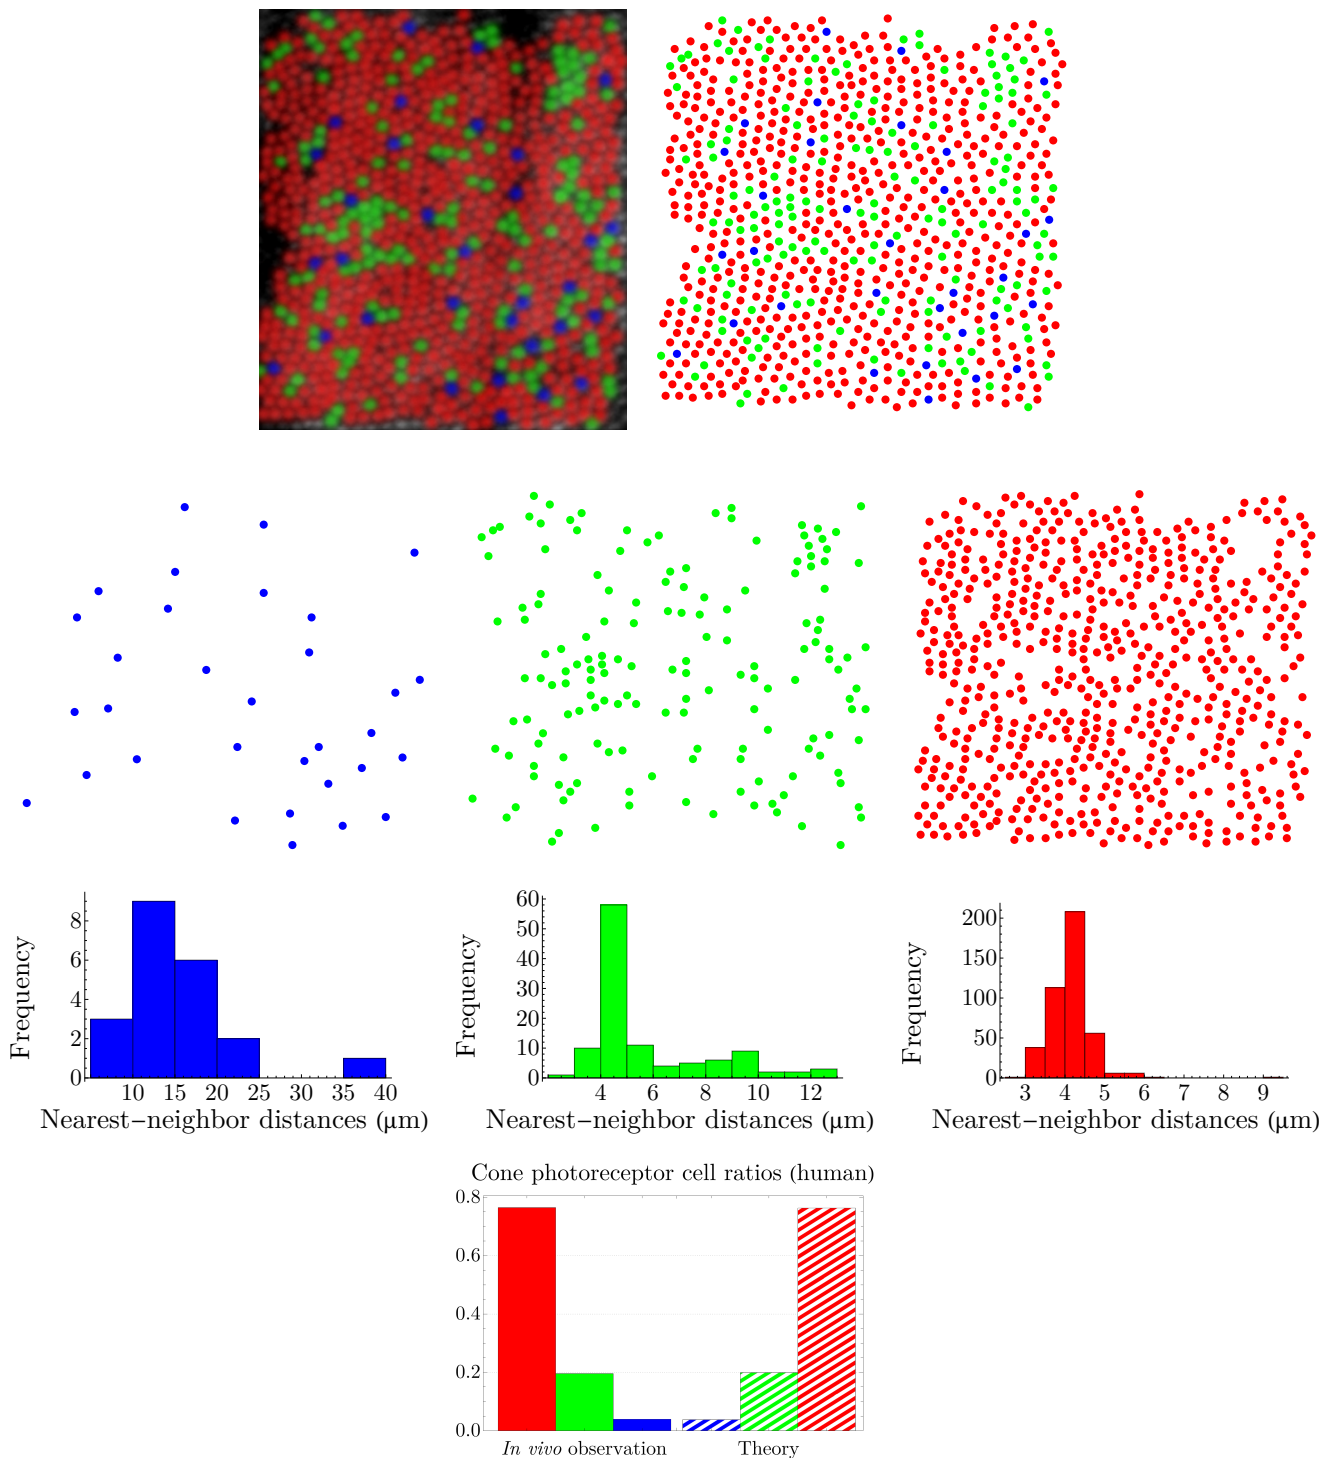 8
6
4
2
0
Frequency
10 15 20 25 30 35 40
Nearest−neighbor distances (μm)
60
50
40
30
20
10
0
Frequency
4 6 8 10 12
Nearest−neighbor distances (μm)
200
150
100
50
0
Frequency
3 4 5 6 7 8 9
Nearest−neighbor distances (μm)
Cone photoreceptor cell ratios (human)
0.8
0.6
0.4
0.2
0.0
In vivo observation Theory